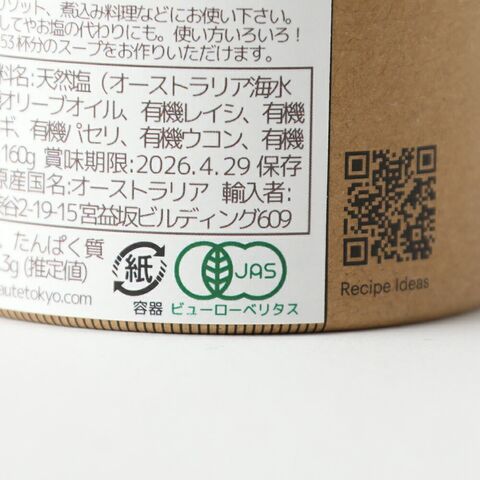 リゾット、煮込み料理などにお使い下さい。
してやお塩の代わりにも。使い方いろいろ！
53杯分のスープをお作りいただけます。
料名:天然塩（オーストラリア海水
オリーブオイル、有機レイシ、有機
ギ、有機パセリ、有機ウコン、有機
160g 賞味期限:2026.4.29 保存
原産国名:オーストラリア 輸入者:
渋谷2-19-15宮益坂ビルディング609
、たんぱく質
3g (推定値)
autetokyo.com/
紙
容器
JAS
ビューローベリタス
Recipe Ideas